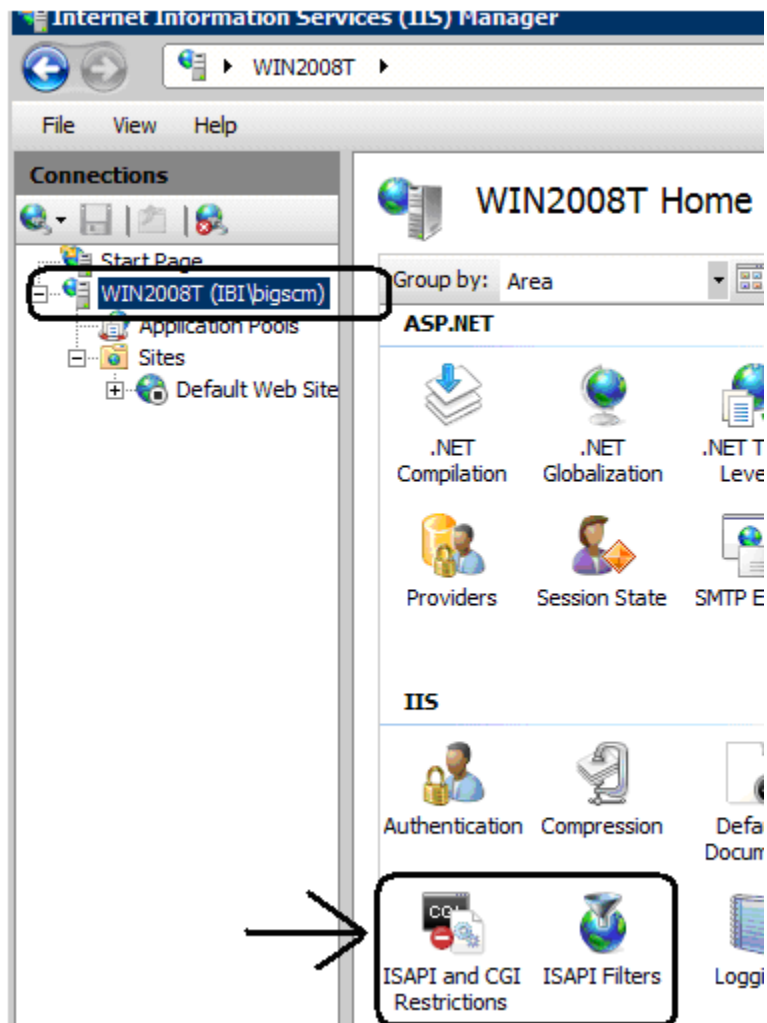 Internet Information Services (IIS) Manager
WIN2008T
File View Help
Connections
WIN2008T Home
Start Page
Group by: Area
WIN2008T (IBI\bigscm)
ASP.NET
Application Pools
Sites
Default Web Site
.NET .NET .NET T
Compilation Globalization Leve
Providers Session State SMTP E
IIS
Authentication Compression Defa
Docum
ISAPI and CGI ISAPI Filters Loggi
Restrictions